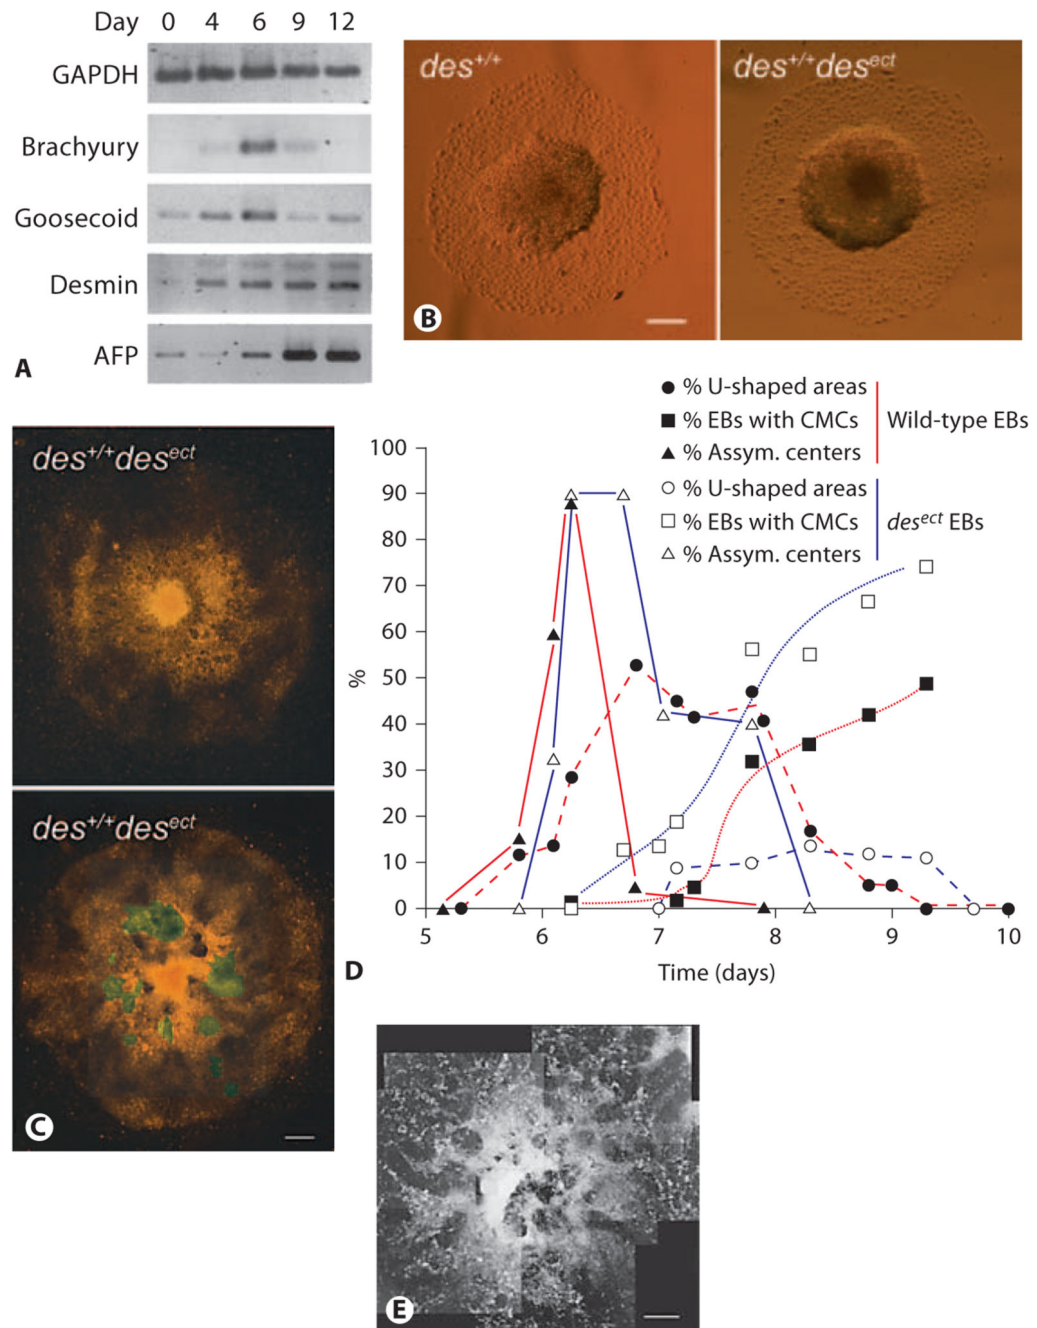 Day 0 4 6 9 12
GAPDH
Brachyury
Goosecoid
Desmin
AFP
A
des+/+
des+/+desect
B
des+/+desect
des+/+desect
C
% U-shaped areas
% EBs with CMCs
% Assym. centers
Wild-type EBs
% U-shaped areas
% EBs with CMCs
% Assym. centers
desect EBs
100
90
80
70
60
50
40
30
20
10
0
%
5 6 7 8 9 10
Time (days)
D
E